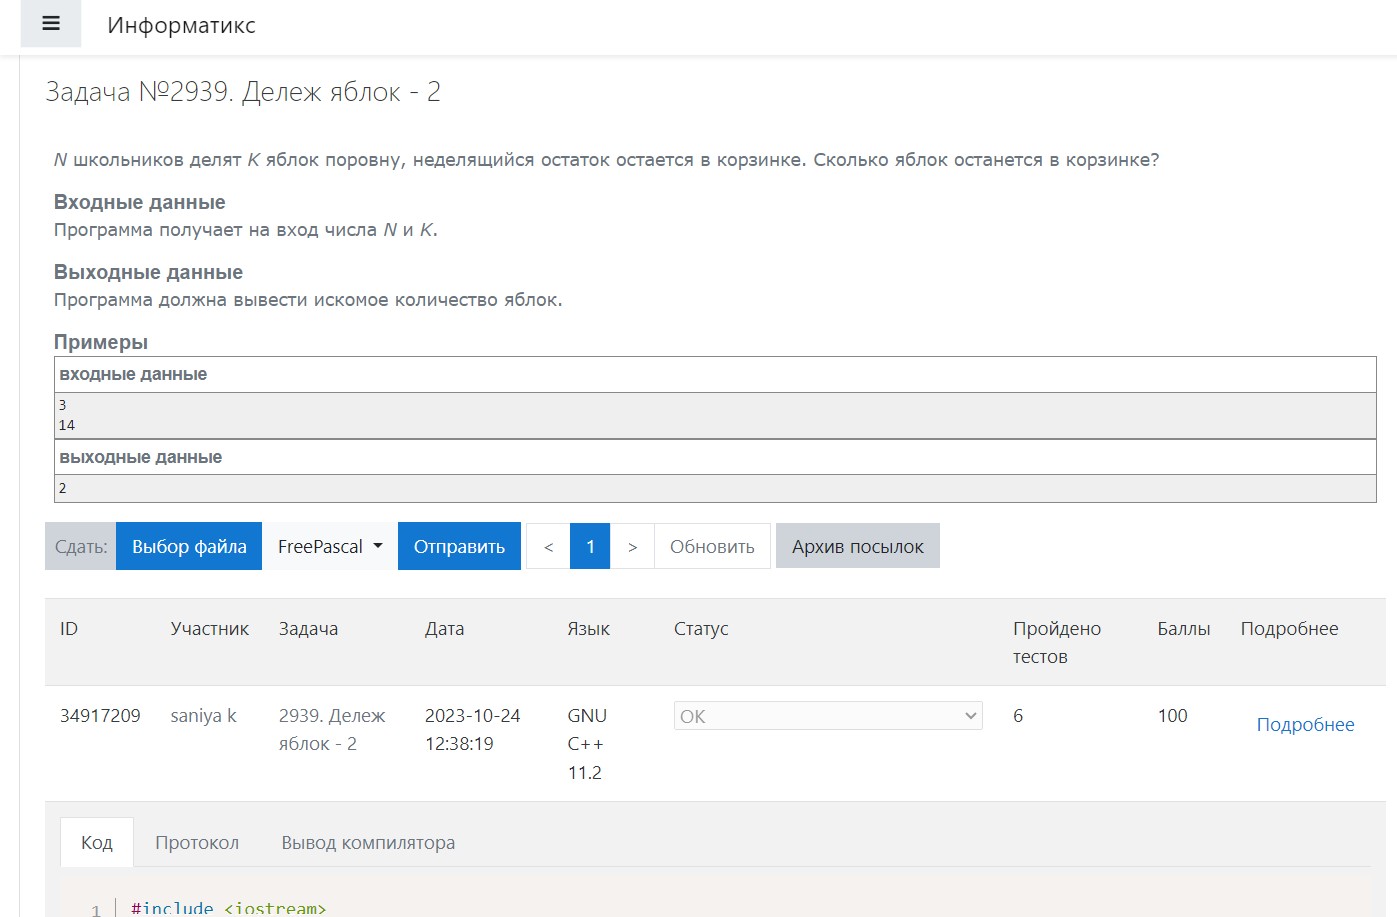 Информатикс
Задача №2939. Дележ яблок - 2
N школьников делят K яблок поровну, неделящийся остаток остается в корзинке. Сколько яблок останется в корзинке?
Входные данные
Программа получает на вход числа N и K.
Выходные данные
Программа должна вывести искомое количество яблок.
Примеры
входные данные
3
14
выходные данные
2
Сдать: Выбор файла FreePascal Отправить < 1 > Обновить Архив посылок
ID Участник Задача Дата Язык Статус Пройдено Баллы Подробнее
тестов
34917209 saniya k 2939. Дележ 2023-10-24 GNU OK 6 100 Подробнее
яблок - 2 12:38:19 C++
11.2
Код Протокол Вывод компилятора
1 #include <iostream>